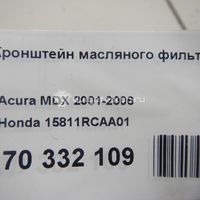 Кронштейн масляного фильт
Acura MDX 2001-2006
Honda 15811RCAA01
70 332 109